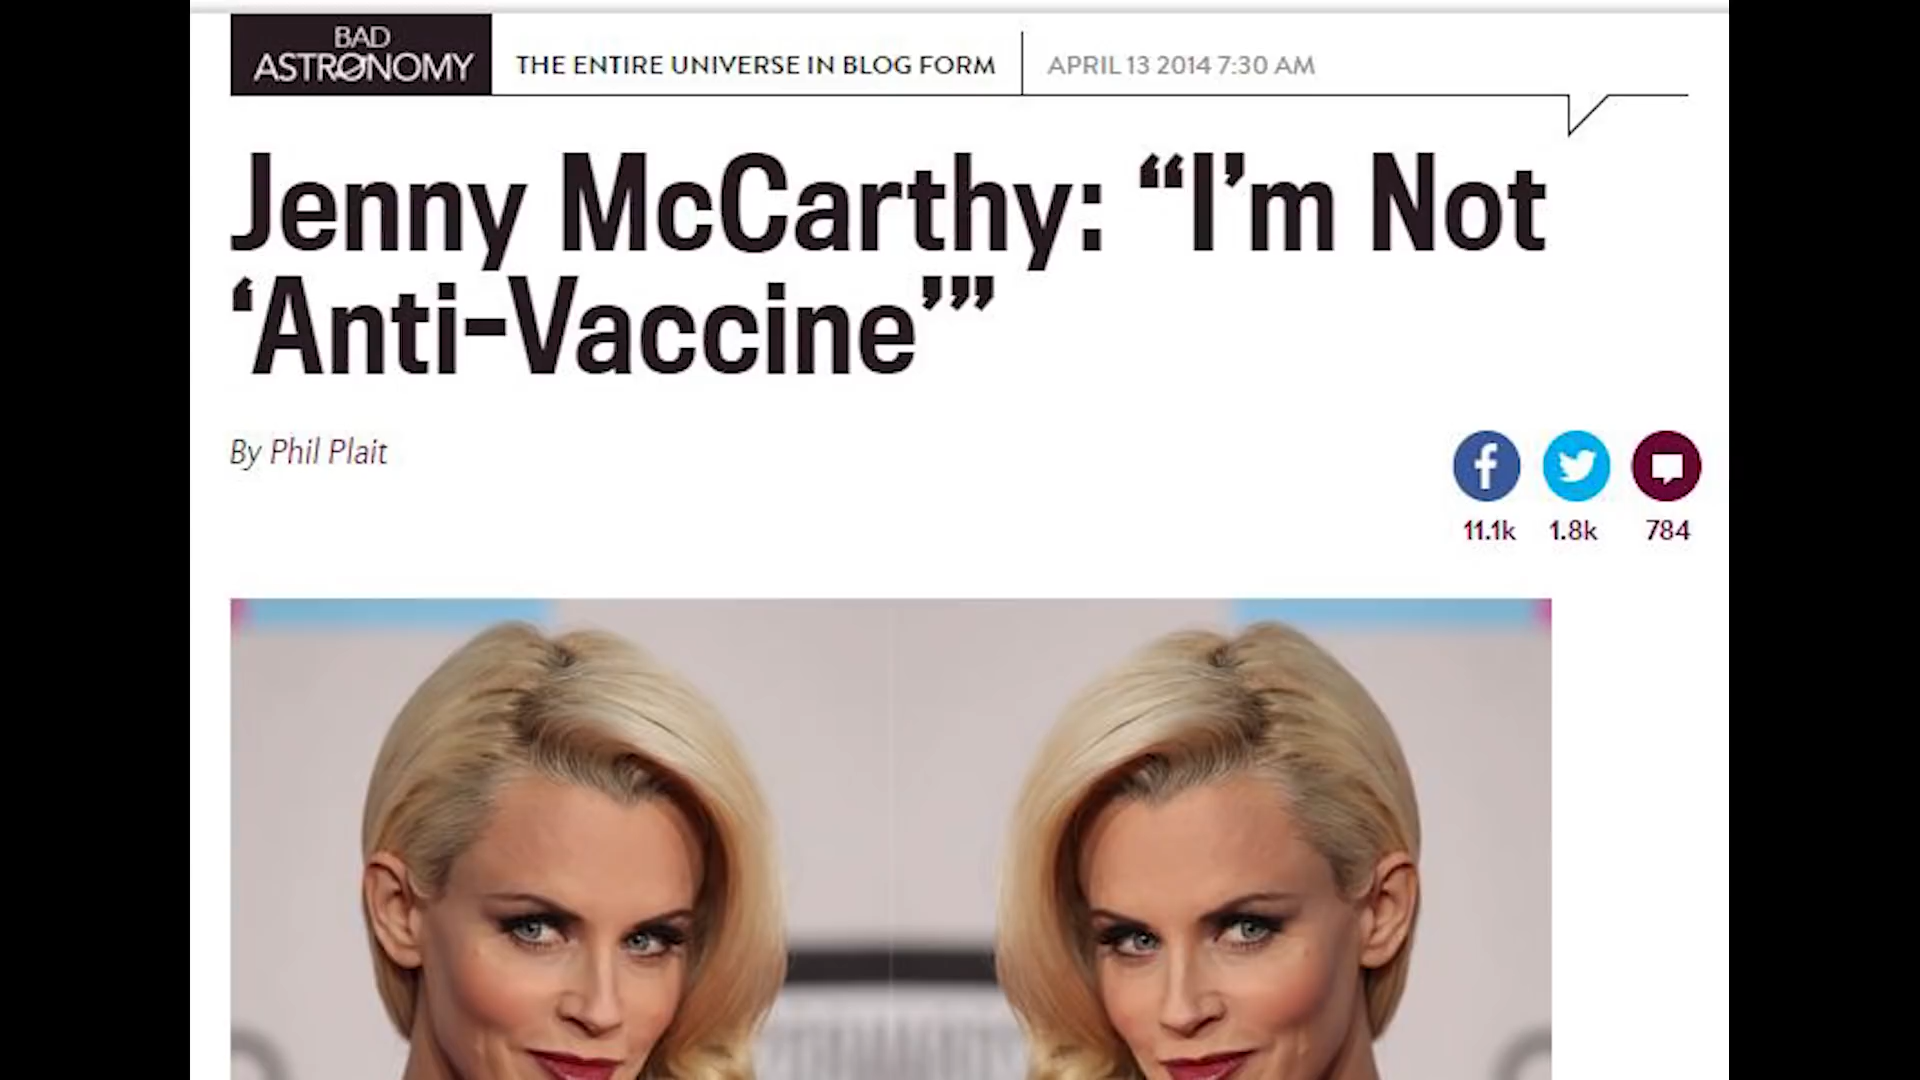 BAD
ASTRONOMY
THE ENTIRE UNIVERSE IN BLOG FORM
APRIL 13 2014 7:30 AM
Jenny McCarthy: “I’m Not
‘Anti-Vaccine’”
By Phil Plait
11.1k
1.8k
784